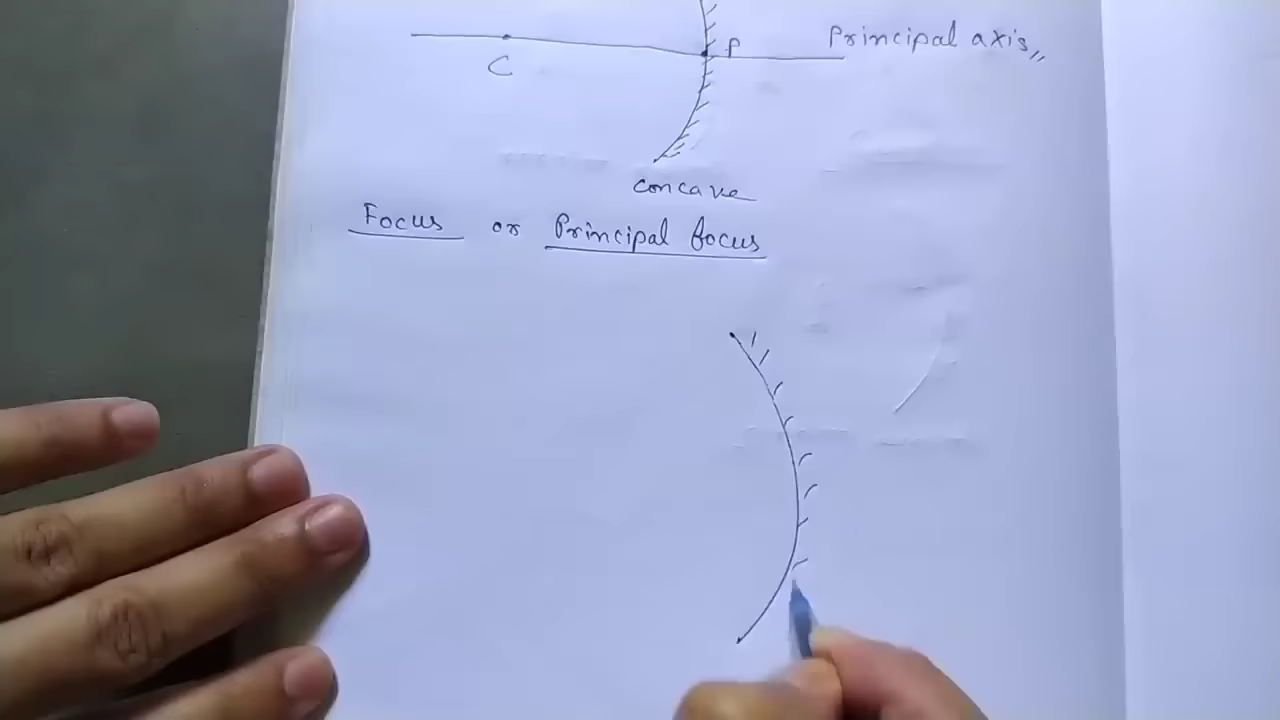 P
Principal axis,,
C
concave
Focus or Principal focus